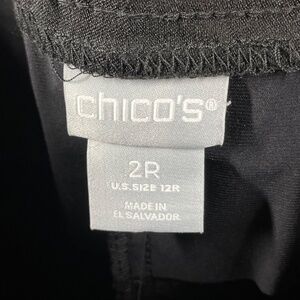 chico's®
2R
U.S. SIZE 12R
MADE IN
EL SALVADOR